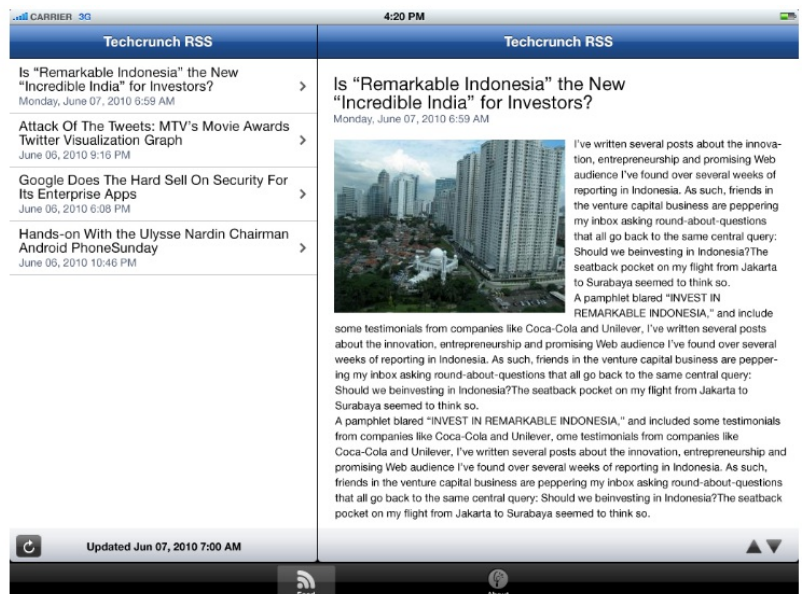 CARRIER 3G
4:20 PM
Techcrunch RSS
Techcrunch RSS
Is “Remarkable Indonesia” the New
“Incredible India” for Investors?
Monday, June 07, 2010 6:59 AM
Attack Of The Tweets: MTV's Movie Awards
Twitter Visualization Graph
June 06, 2010 9:16 PM
Google Does The Hard Sell On Security For
Its Enterprise Apps
June 06, 2010 6:08 PM
Hands-on With the Ulysse Nardin Chairman
Android PhoneSunday
June 06, 2010 10:46 PM
Updated Jun 07, 2010 7:00 AM
Is “Remarkable Indonesia” the New
“Incredible India” for Investors?
Monday, June 07, 2010 6:59 AM
I've written several posts about the innova-
tion, entrepreneurship and promising Web
audience I've found over several weeks of
reporting in Indonesia. As such, friends in
the venture capital business are peppering
my inbox asking round-about-questions
that all go back to the same central query:
Should we beinvesting in Indonesia?The
seatback pocket on my flight from Jakarta
to Surabaya seemed to think so.
A pamphlet blared “INVEST IN
REMARKABLE INDONESIA,” and include
some testimonials from companies like Coca-Cola and Unilever, I've written several posts
about the innovation, entrepreneurship and promising Web audience I've found over several
weeks of reporting in Indonesia. As such, friends in the venture capital business are pepper-
ing my inbox asking round-about-questions that all go back to the same central query:
Should we beinvesting in Indonesia?The seatback pocket on my flight from Jakarta to
Surabaya seemed to think so.
A pamphlet blared “INVEST IN REMARKABLE INDONESIA,” and included some testimonials
from companies like Coca-Cola and Unilever, ome testimonials from companies like
Coca-Cola and Unilever, I've written several posts about the innovation, entrepreneurship and
promising Web audience I've found over several weeks of reporting in Indonesia. As such,
friends in the venture capital business are peppering my inbox asking round-about-questions
that all go back to the same central query: Should we beinvesting in Indonesia?The seatback
pocket on my flight from Jakarta to Surabaya seemed to think so.